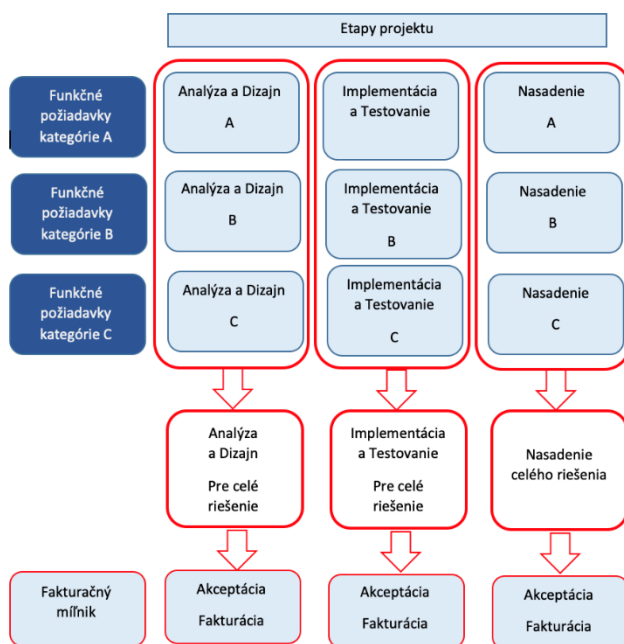 Etapy projektu
Funkčné
požiadavky
kategórie A
Analýza a Dizajn
A
Implementácia
a Testovanie
Nasadenie
A
Funkčné
požiadavky
kategórie B
Analýza a Dizajn
B
Implementácia
a Testovanie
B
Nasadenie
B
Funkčné
požiadavky
kategórie C
Analýza a Dizajn
C
Implementácia
a Testovanie
C
Nasadenie
C
Analýza
a Dizajn
Pre celé
riešenie
Implementácia
a Testovanie
Pre celé
riešenie
Nasadenie
celého riešenia
Fakturačný
míľnik
Akceptácia
Fakturácia
Akceptácia
Fakturácia
Akceptácia
Fakturácia